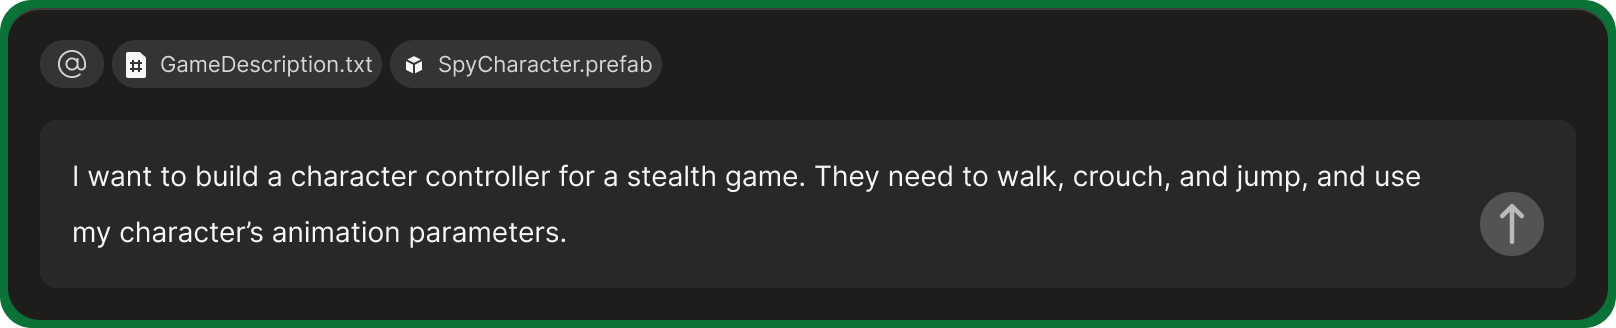 @ GameDescription.txt SpyCharacter.prefab
I want to build a character controller for a stealth game. They need to walk, crouch, and jump, and use
my character’s animation parameters.